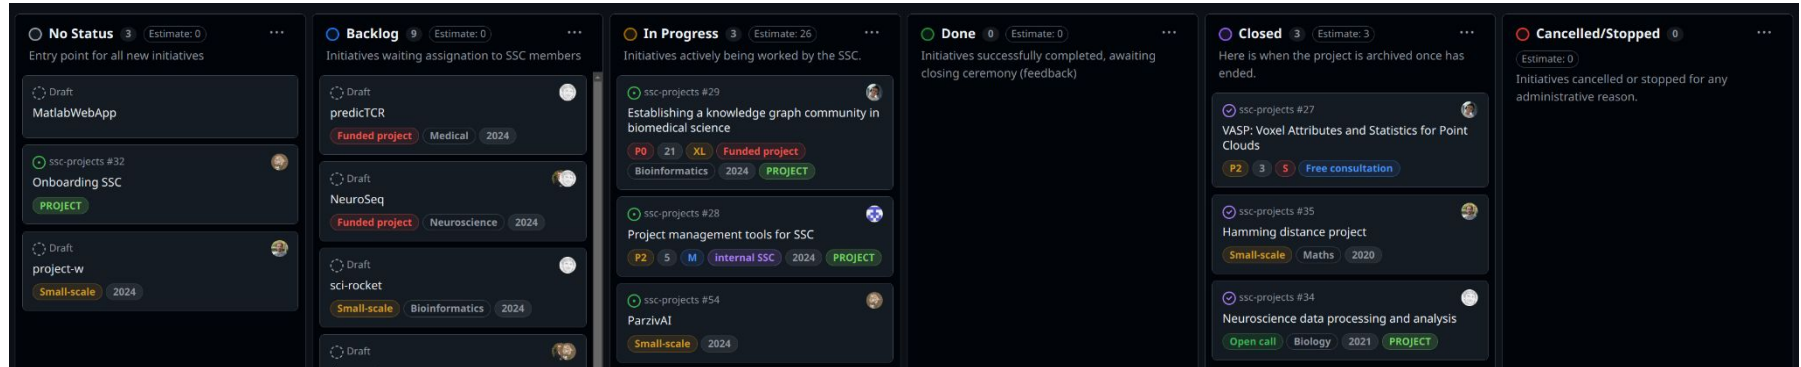 No Status 3 Estimate: 0 ...
Entry point for all new initiatives
Draft
MatlabWebApp
ssc-projects #32
Onboarding SSC
PROJECT
Draft
project-w
Small-scale 2024
Backlog 9 Estimate: 0 ...
Initiatives waiting assignation to SSC members
Draft
predicTCR
Funded project Medical 2024
Draft
NeuroSeq
Funded project Neuroscience 2024
Draft
sci-rocket
Small-scale Bioinformatics 2024
Draft
In Progress 3 Estimate: 26 ...
Initiatives actively being worked by the SSC.
ssc-projects #29
Establishing a knowledge graph community in
biomedical science
P0 21 XL Funded project
Bioinformatics 2024 PROJECT
ssc-projects #28
Project management tools for SSC
P2 5 M internal SSC 2024 PROJECT
ssc-projects #54
ParzivAI
Small-scale 2024
Done 0 Estimate: 0 ...
Initiatives successfully completed, awaiting
closing ceremony (feedback)
Closed 3 Estimate: 3 ...
Here is when the project is archived once has
ended.
ssc-projects #27
VASP: Voxel Attributes and Statistics for Point
Clouds
P2 3 S Free consultation
ssc-projects #35
Hamming distance project
Small-scale Maths 2020
ssc-projects #34
Neuroscience data processing and analysis
Open call Biology 2021 PROJECT
Cancelled/Stopped 0 ...
Estimate: 0
Initiatives cancelled or stopped for any
administrative reason.